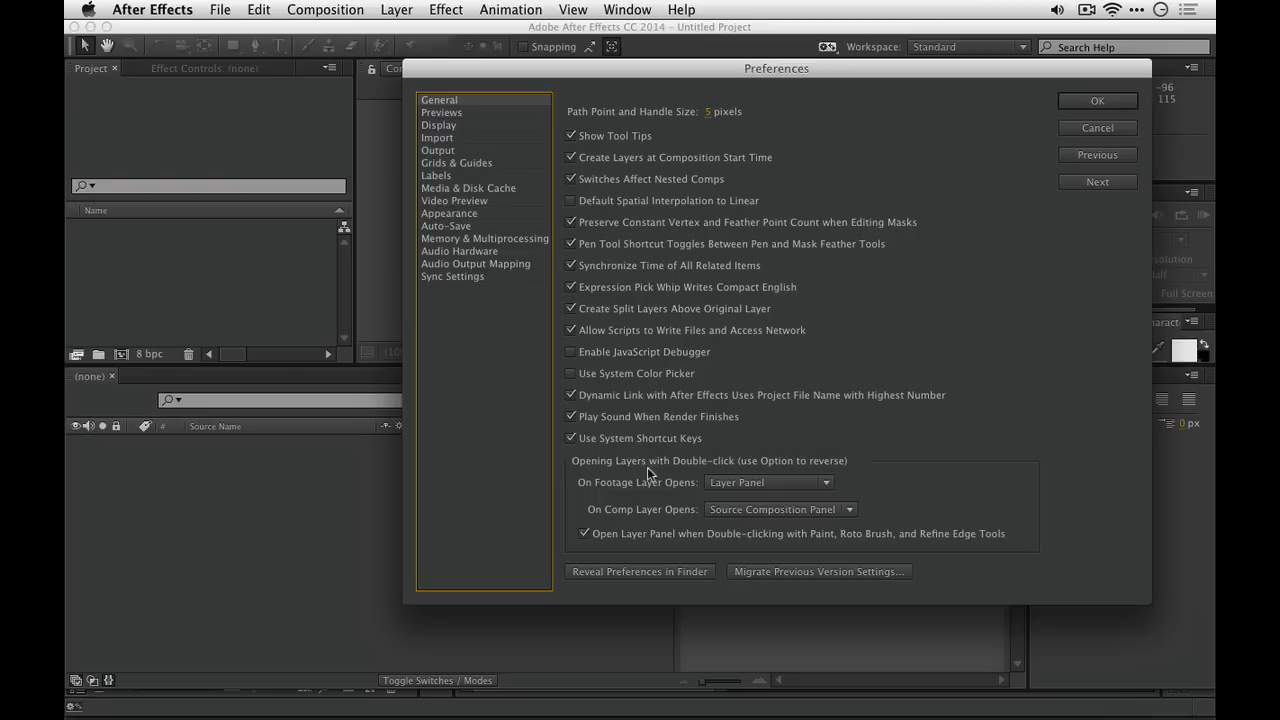 After Effects File Edit Composition Layer Effect Animation View Window Help
Adobe After Effects CC 2014 - Untitled Project
Snapping
Workspace: Standard
Search Help
Project
Effect Controls: (none)
Preferences
General
Previews
Display
Import
Output
Grids & Guides
Labels
Media & Disk Cache
Video Preview
Appearance
Auto-Save
Memory & Multiprocessing
Audio Hardware
Audio Output Mapping
Sync Settings
Path Point and Handle Size: 5 pixels
Show Tool Tips
Create Layers at Composition Start Time
Switches Affect Nested Comps
Default Spatial Interpolation to Linear
Preserve Constant Vertex and Feather Point Count when Editing Masks
Pen Tool Shortcut Toggles Between Pen and Mask Feather Tools
Synchronize Time of All Related Items
Expression Pick Whip Writes Compact English
Create Split Layers Above Original Layer
Allow Scripts to Write Files and Access Network
Enable JavaScript Debugger
Use System Color Picker
Dynamic Link with After Effects Uses Project File Name with Highest Number
Play Sound When Render Finishes
Use System Shortcut Keys
Opening Layers with Double-click (use Option to reverse)
On Footage Layer Opens: Layer Panel
On Comp Layer Opens: Source Composition Panel
Open Layer Panel when Double-clicking with Paint, Roto Brush, and Refine Edge Tools
Reveal Preferences in Finder
Migrate Previous Version Settings...
OK
Cancel
Previous
Next
-96
115
Full Screen
0 px
Name
8 bpc
(none)
Source Name
Toggle Switches / Modes